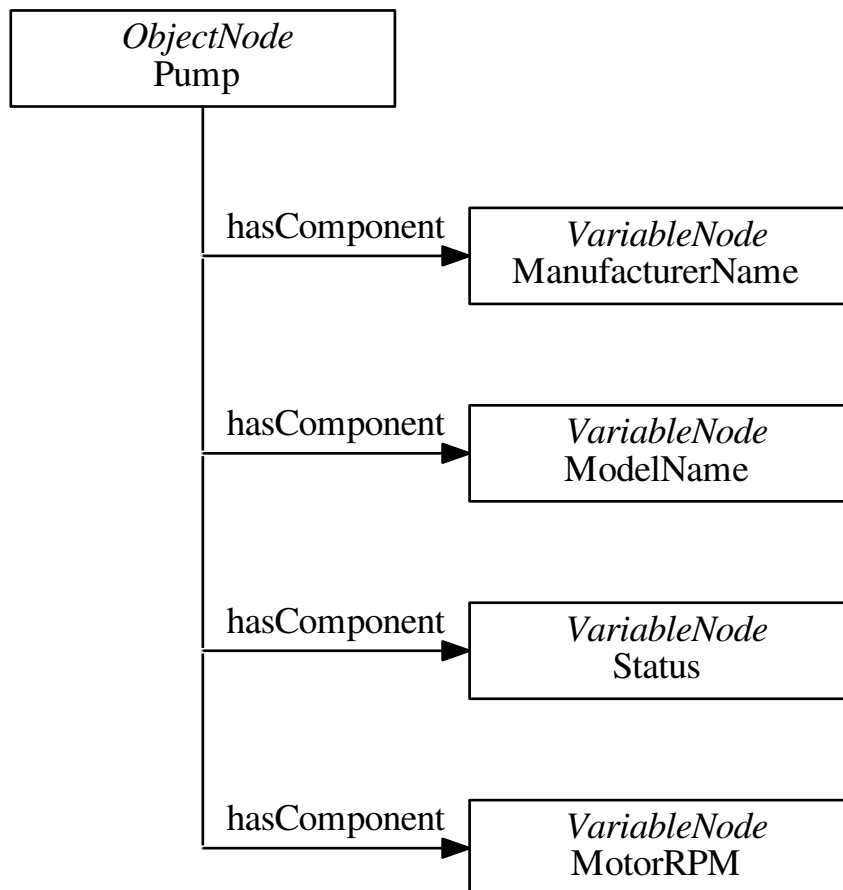 ObjectNode
Pump
hasComponent
VariableNode
ManufacturerName
hasComponent
VariableNode
ModelName
hasComponent
VariableNode
Status
hasComponent
VariableNode
MotorRPM